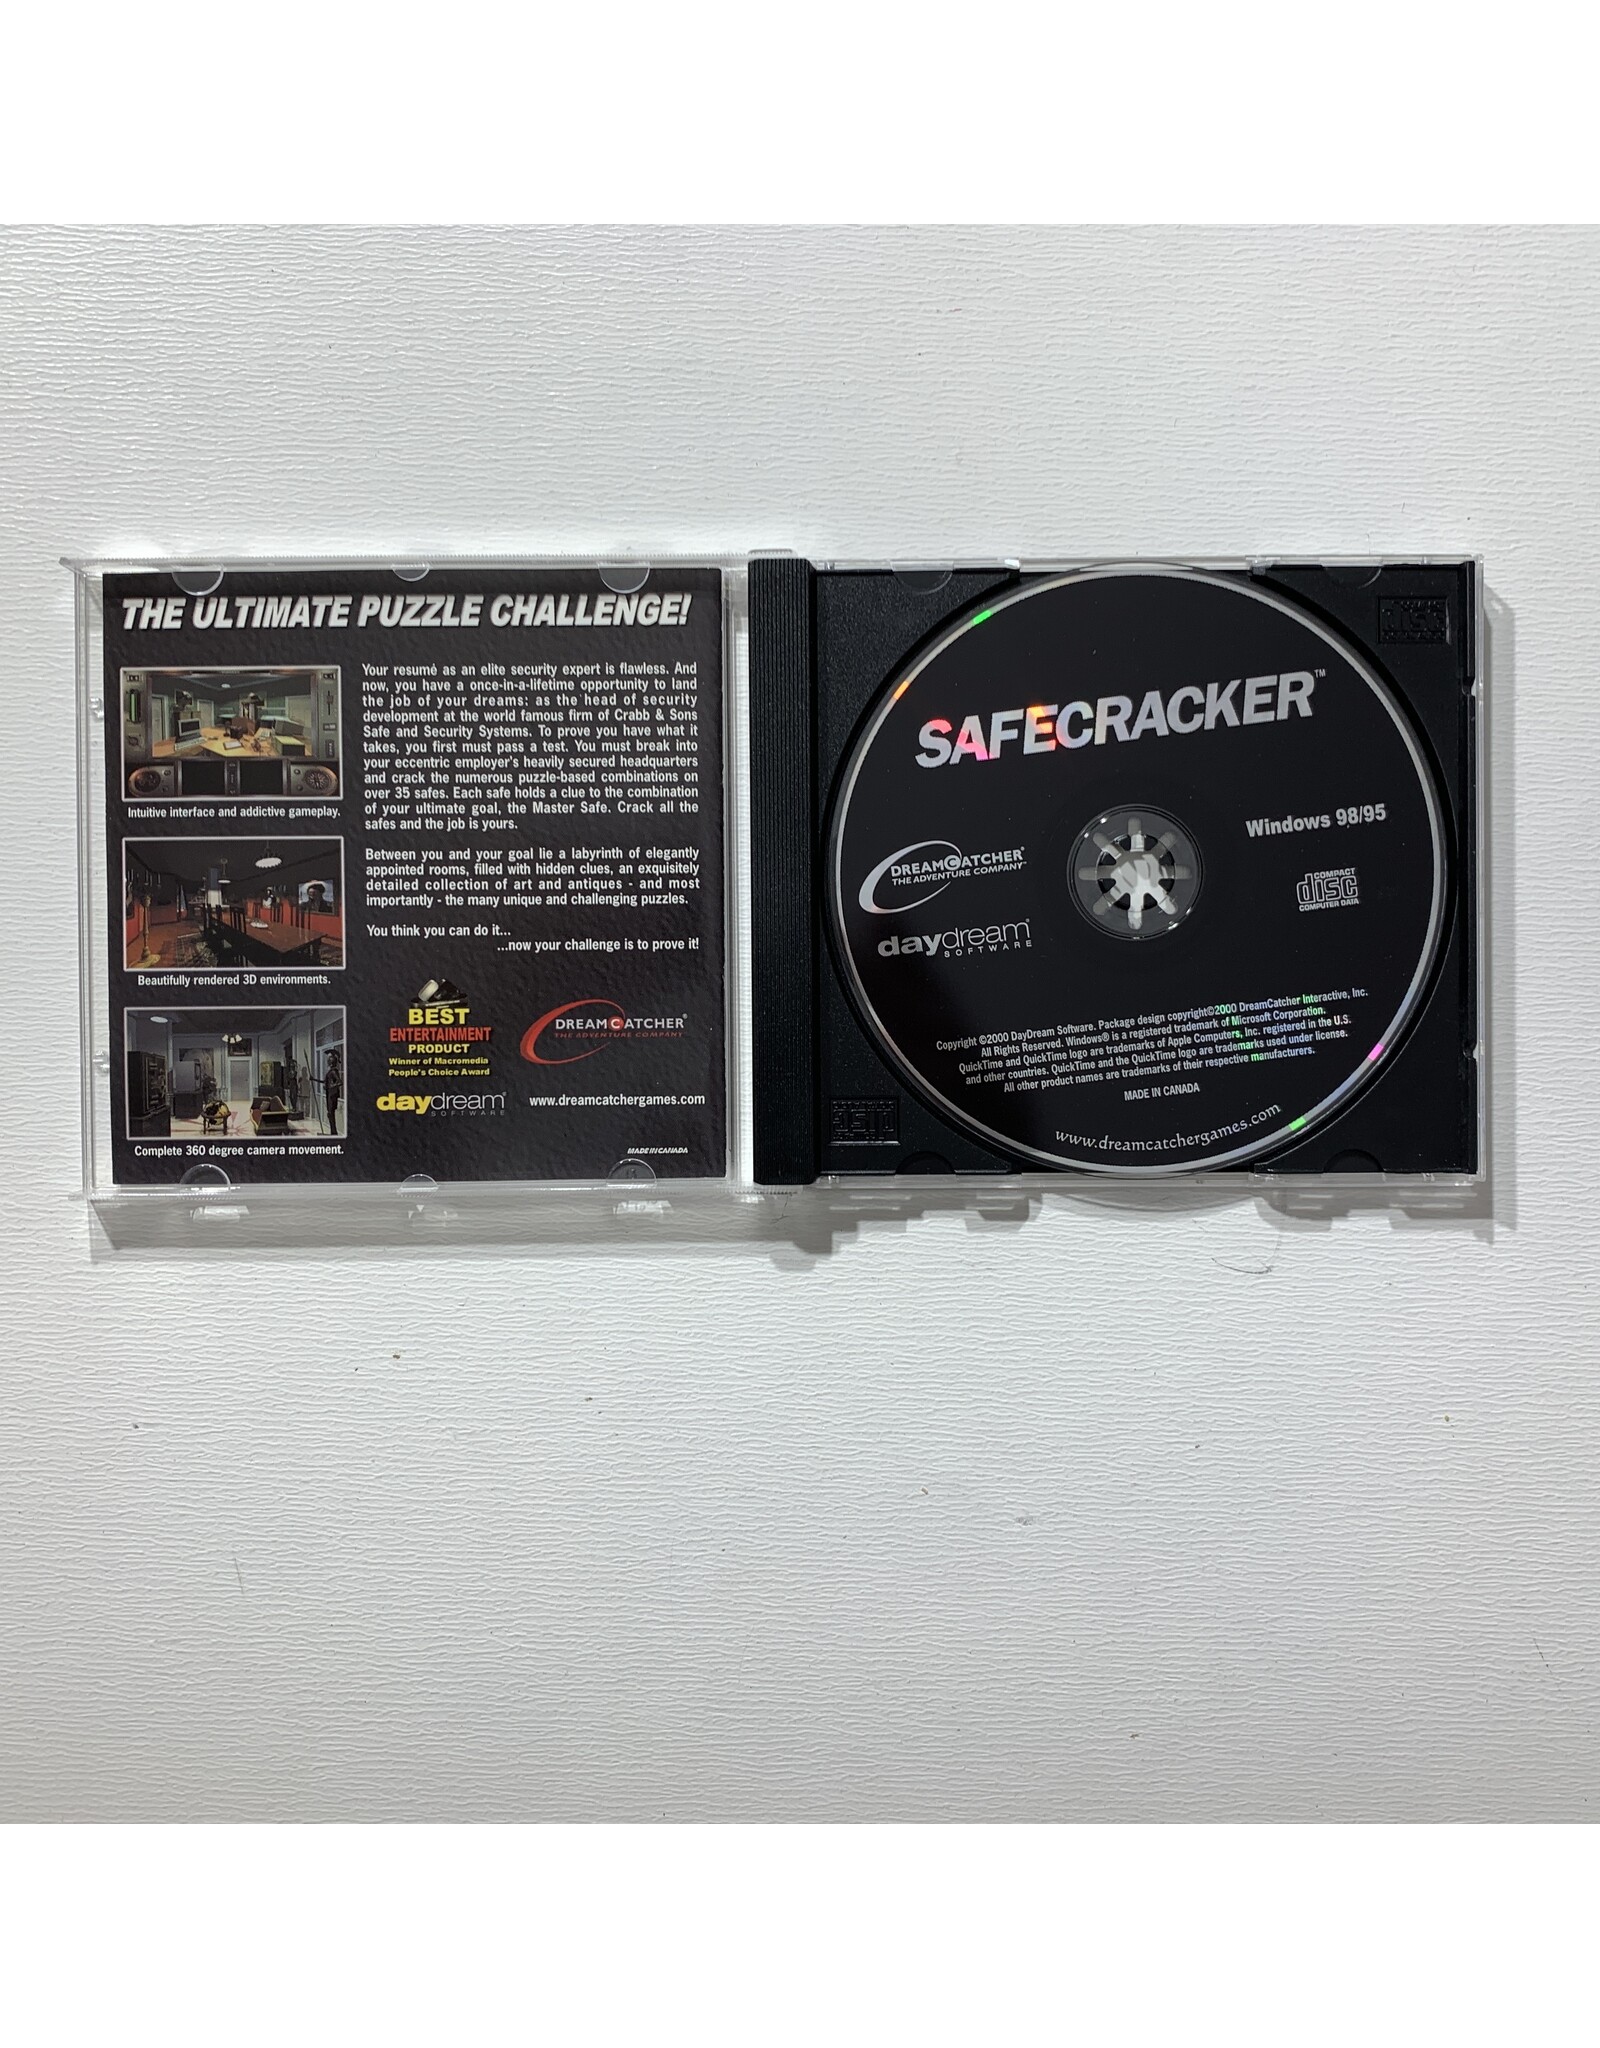 THE ULTIMATE PUZZLE CHALLENGE!
Intuitive interface and addictive gameplay.
Beautifully rendered 3D environments.
Complete 360 degree camera movement.
Your resumé as an elite security expert is flawless. And
now, you have a once-in-a-lifetime opportunity to land
the job of your dreams: as the head of security
development at the world famous firm of Crabb & Sons
Safe and Security Systems. To prove you have what it
takes, you first must pass a test. You must break into
your eccentric employer's heavily secured headquarters
and crack the numerous puzzle-based combinations on
over 35 safes. Each safe holds a clue to the combination
of your ultimate goal, the Master Safe. Crack all the
safes and the job is yours.
Between you and your goal lie a labyrinth of elegantly
appointed rooms, filled with hidden clues, an exquisitely
detailed collection of art and antiques - and most
importantly - the many unique and challenging puzzles.
You think you can do it...
...now your challenge is to prove it!
BEST
ENTERTAINMENT
PRODUCT
Winner of Macromedia
People's Choice Award
DREAMCATCHER®
THE ADVENTURE COMPANY™
daydream®
SOFTWARE
www.dreamcatchergames.com
MADE IN CANADA
SAFECRACKER™
Windows 98/95
DREAMCATCHER®
THE ADVENTURE COMPANY™
COMPACT
disc
COMPUTER DATA
daydream®
SOFTWARE
Copyright ©2000 DayDream Software. Package design copyright©2000 DreamCatcher Interactive, Inc.
All Rights Reserved. Windows® is a registered trademark of Microsoft Corporation.
QuickTime and QuickTime logo are trademarks of Apple Computers, Inc. registered in the U.S.
and other countries. QuickTime and the QuickTime logo are trademarks used under license.
All other product names are trademarks of their respective manufacturers.
MADE IN CANADA
www.dreamcatchergames.com
disc